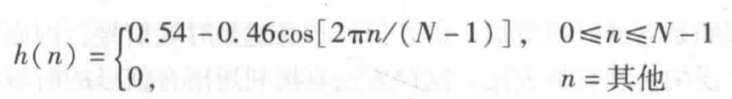 h(n) = {0.54-0.46cos[2πn/(N-1)], 0≤n≤N-1
0, n=其他